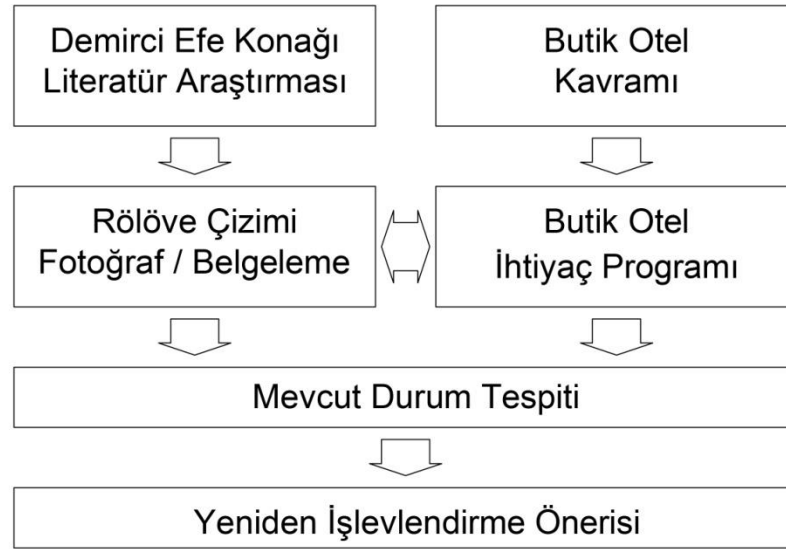 Demirci Efe Konağı
Literatür Araştırması
Butik Otel
Kavramı
Rölöve Çizimi
Fotoğraf / Belgeleme
Butik Otel
İhtiyaç Programı
Mevcut Durum Tespiti
Yeniden İşlevlendirme Önerisi